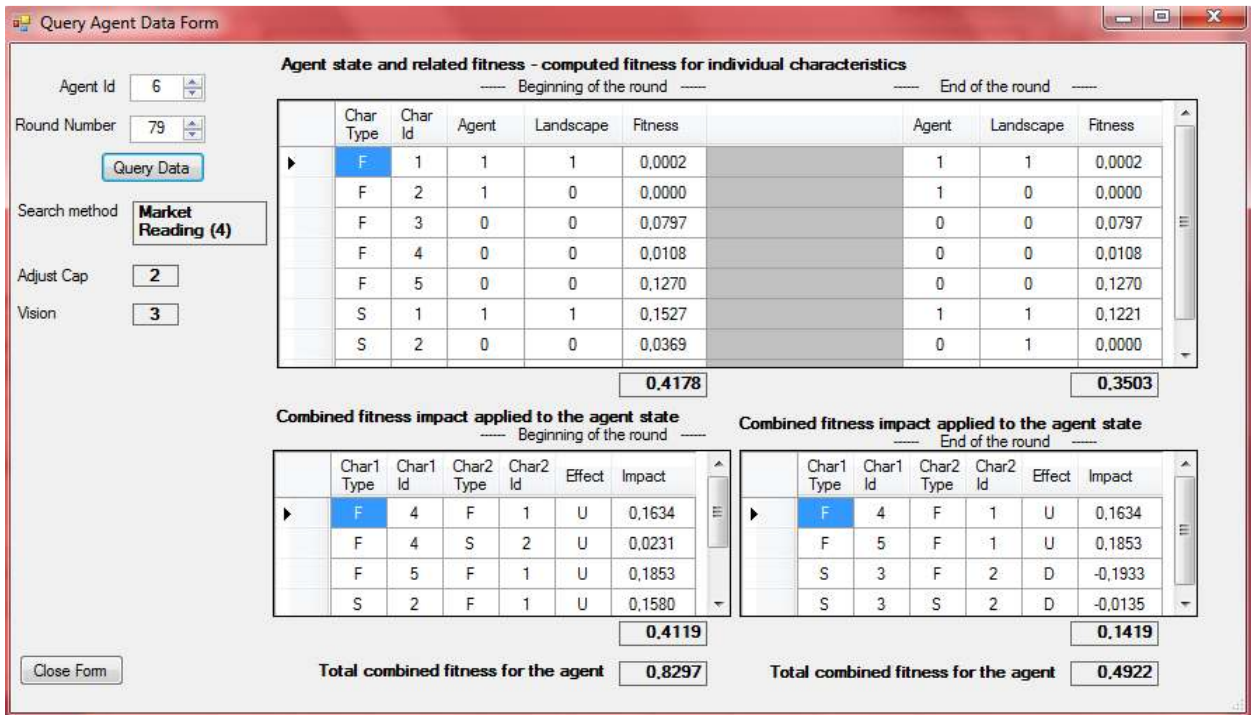 Query Agent Data Form
Agent Id 6
Round Number 79
Query Data
Search method Market Reading (4)
Adjust Cap 2
Vision 3
Agent state and related fitness - computed fitness for individual characteristics
------ Beginning of the round ------ ------ End of the round ------
Char Type Char Id Agent Landscape Fitness Agent Landscape Fitness
F 1 1 1 0,0002 1 1 0,0002
F 2 1 0 0,0000 1 0 0,0000
F 3 0 0 0,0797 0 0 0,0797
F 4 0 0 0,0108 0 0 0,0108
F 5 0 0 0,1270 0 0 0,1270
S 1 1 1 0,1527 1 1 0,1221
S 2 0 0 0,0369 0 1 0,0000
0,4178 0,3503
Combined fitness impact applied to the agent state
------ Beginning of the round ------
Char1 Type Char1 Id Char2 Type Char2 Id Effect Impact
F 4 F 1 U 0,1634
F 4 S 2 U 0,0231
F 5 F 1 U 0,1853
S 2 F 1 U 0,1580
0,4119
Total combined fitness for the agent 0,8297
Combined fitness impact applied to the agent state
------ End of the round ------
Char1 Type Char1 Id Char2 Type Char2 Id Effect Impact
F 4 F 1 U 0,1634
F 5 F 1 U 0,1853
S 3 F 2 D -0,1933
S 3 S 2 D -0,0135
0,1419
Total combined fitness for the agent 0,4922
Close Form